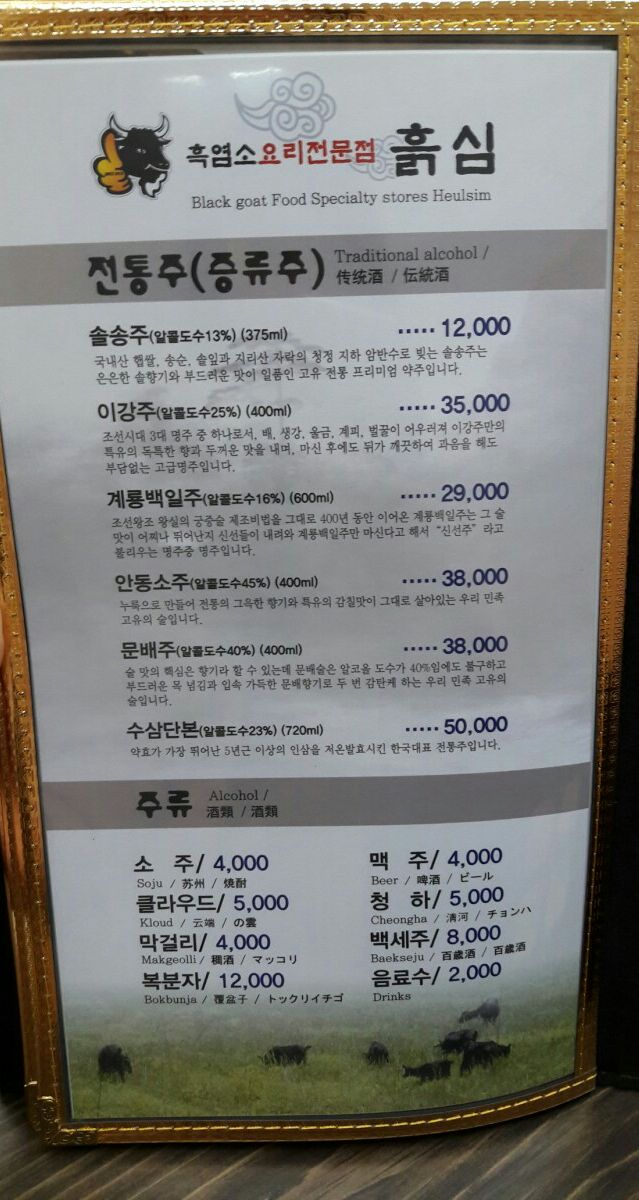 흑염소요리전문점 흙심
Black goat Food Specialty stores Heulsim
전통주(증류주) Traditional alcohol /
传统酒 / 伝統酒
솔송주(알콜도수13%) (375ml) ····· 12,000
국내산 햅쌀, 송순, 솔잎과 지리산 자락의 청정 지하 암반수로 빚는 솔송주는
은은한 솔향기와 부드러운 맛이 일품인 고유 전통 프리미엄 약주입니다.
이강주(알콜도수25%) (400ml) ····· 35,000
조선시대 3대 명주 중 하나로서, 배, 생강, 울금, 계피, 벌꿀이 어우러져 이강주만의
특유의 독특한 향과 두꺼운 맛을 내며, 마신 후에도 뒤가 깨끗하여 과음을 해도
부담없는 고급명주입니다.
계룡백일주(알콜도수16%) (600ml) ····· 29,000
조선왕조 왕실의 궁중술 제조비법을 그대로 400년 동안 이어온 계룡백일주는 그 술
맛이 어찌나 뛰어난지 신선들이 내려와 계룡백일주만 마신다고 해서 “신선주” 라고
불리우는 명주중 명주입니다.
안동소주(알콜도수45%) (400ml) ····· 38,000
누룩으로 만들어 전통의 그윽한 향기와 특유의 감칠맛이 그대로 살아있는 우리 민족
고유의 술입니다.
문배주(알콜도수40%) (400ml) ····· 38,000
술 맛의 핵심은 향기라 할 수 있는데 문배술은 알코올 도수가 40%임에도 불구하고
부드러운 목 넘김과 입속 가득한 문배향기로 두 번 감탄케 하는 우리 민족 고유의
술입니다.
수삼단본(알콜도수23%) (720ml) ····· 50,000
약효가 가장 뛰어난 5년근 이상의 인삼을 저온발효시킨 한국대표 전통주입니다.
주류 Alcohol /
酒類 / 酒類
소 주/ 4,000
Soju / 苏州 / 焼酎
맥 주/ 4,000
Beer / 啤酒 / ビール
클라우드/ 5,000
Kloud / 云端 / の雲
청 하/ 5,000
Cheongha / 清河 / チョンハ
막걸리/ 4,000
Makgeolli / 稠酒 / マッコリ
백세주/ 8,000
Baekseju / 百歲酒 / 百歳酒
복분자/ 12,000
Bokbunja / 覆盆子 / トックリイチゴ
음료수/ 2,000
Drinks